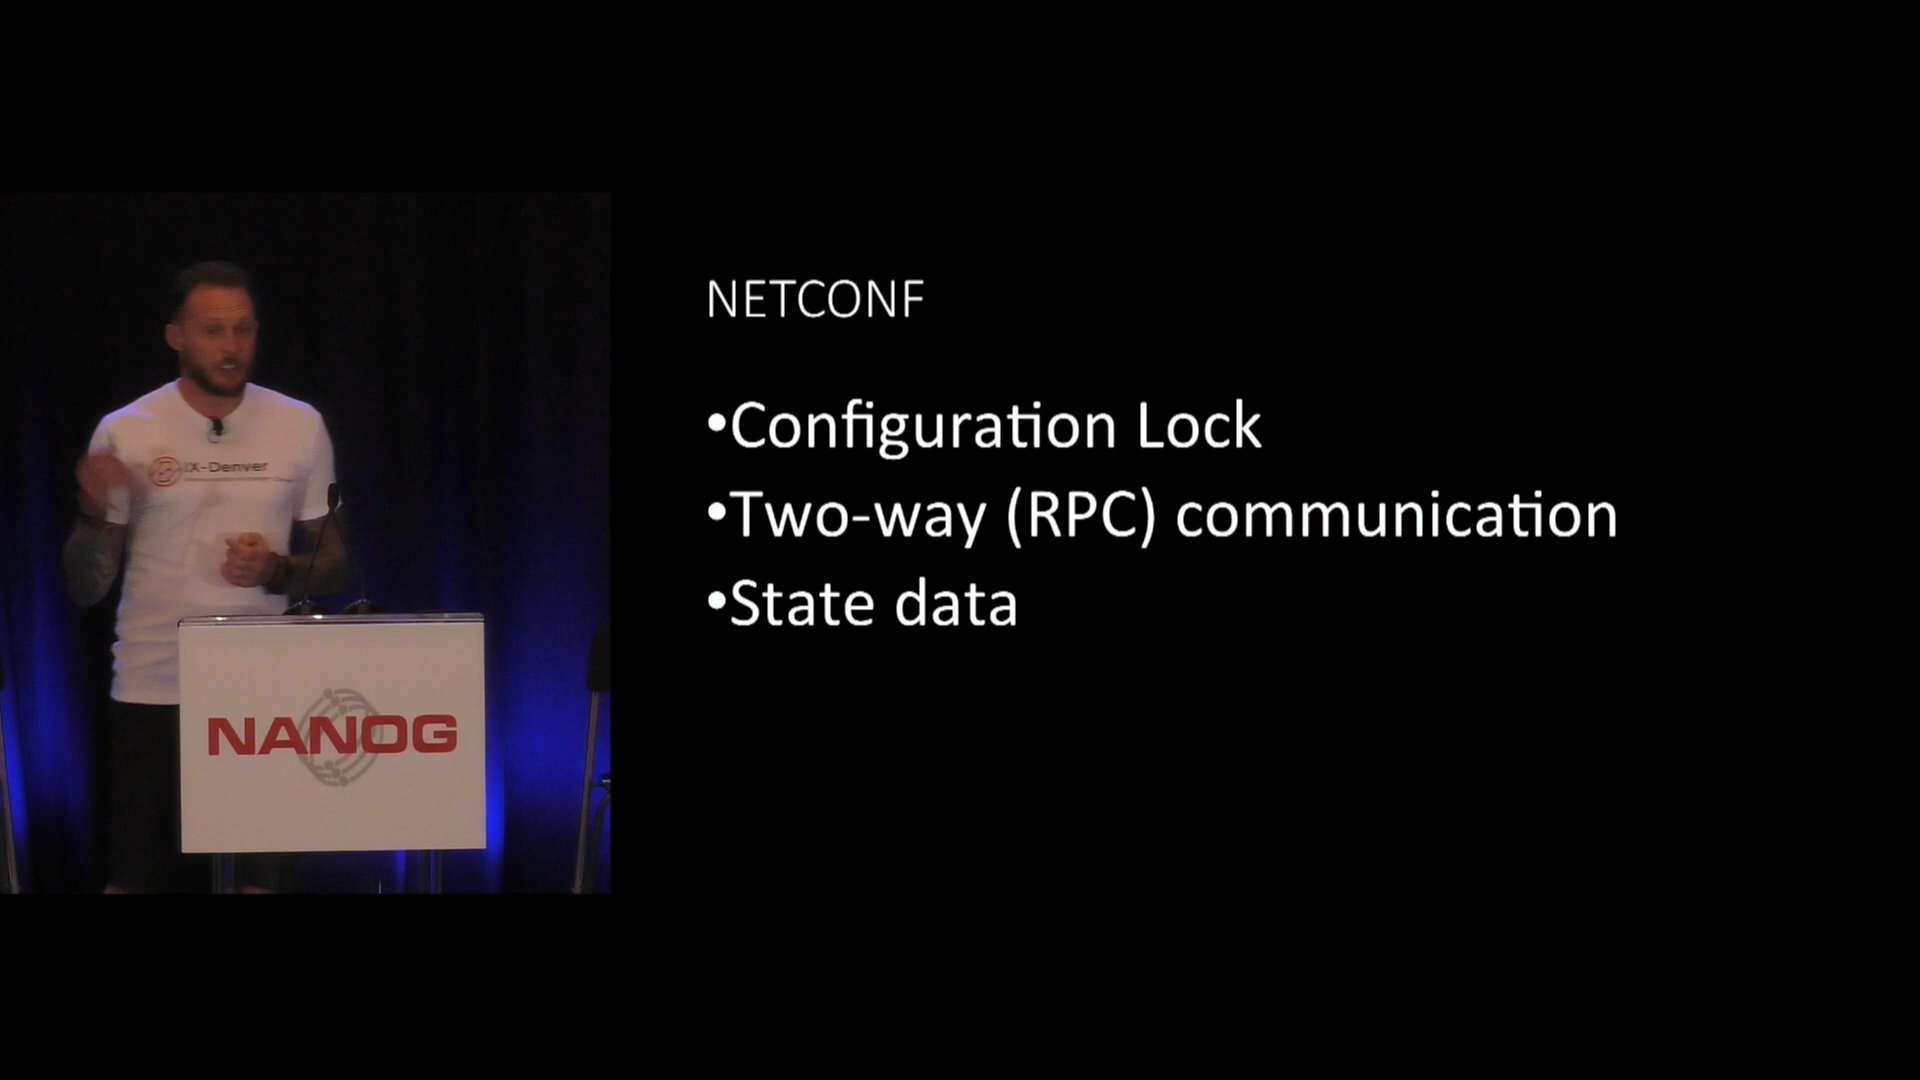 NETCONF
•Configuration Lock
•Two-way (RPC) communication
•State data
IX-Denver
NANOG